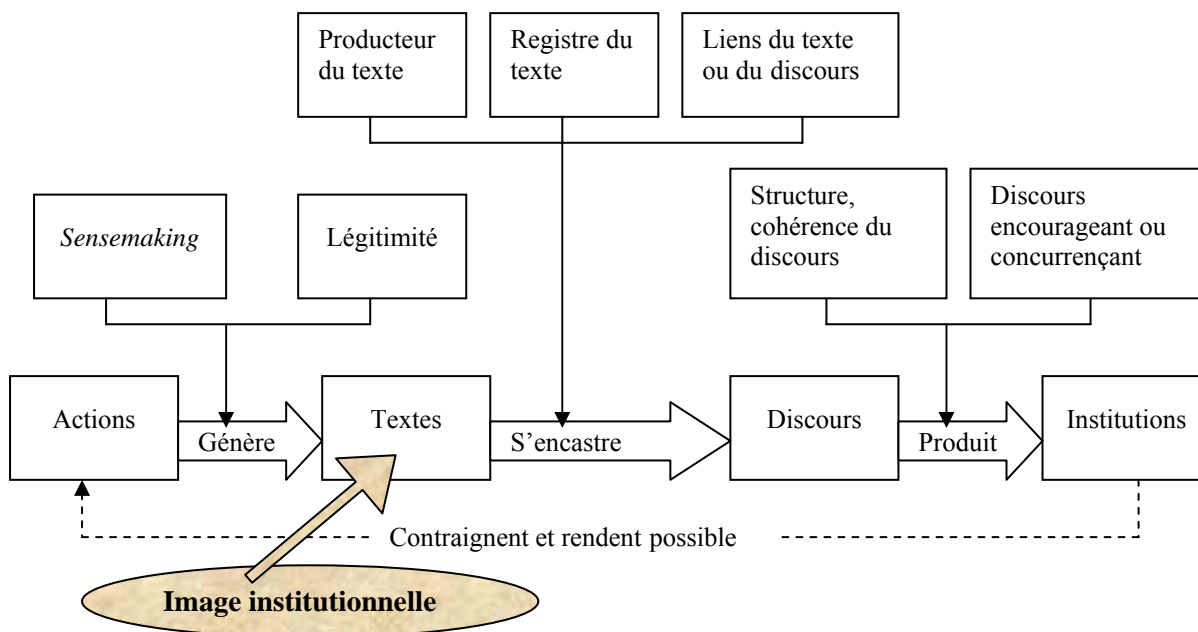 Producteur
du texte
Registre du
texte
Liens du texte
ou du discours
Sensemaking
Légitimité
Structure,
cohérence du
discours
Discours
encourageant ou
concurrençant
Actions
Génère
Textes
S’encastre
Discours
Produit
Institutions
Contraignent et rendent possible
Image institutionnelle